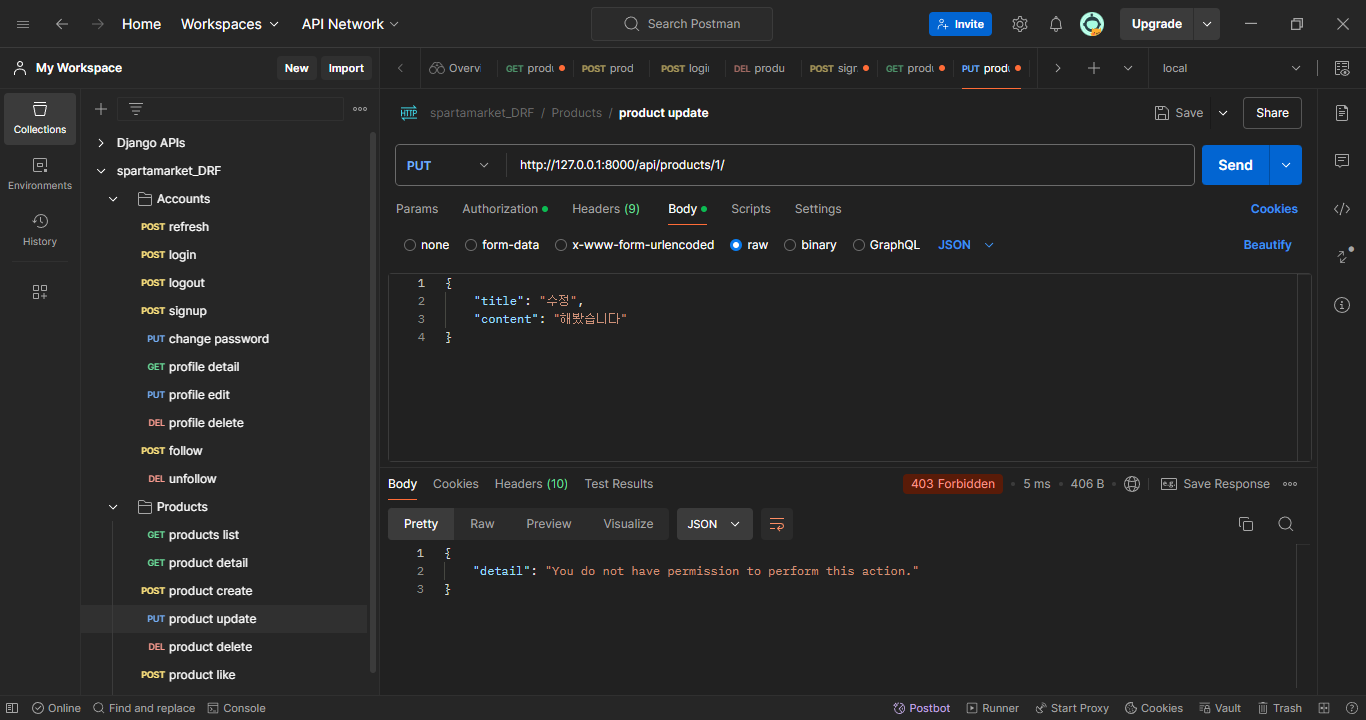 Home Workspaces API Network Search Postman Invite Upgrade
My Workspace New Import
Overvi GET produ POST prod POST logi DEL produ POST sign GET produ PUT produ local
Collections
Environments
History
Django APIs
spartamarket_DRF
Accounts
POST refresh
POST login
POST logout
POST signup
PUT change password
GET profile detail
PUT profile edit
DEL profile delete
POST follow
DEL unfollow
Products
GET products list
GET product detail
POST product create
PUT product update
DEL product delete
POST product like
HTTP spartamarket_DRF / Products / product update Save Share
PUT http://127.0.0.1:8000/api/products/1/ Send
Params Authorization Headers (9) Body Scripts Settings Cookies
none form-data x-www-form-urlencoded raw binary GraphQL JSON Beautify
1 {
2 "title": "수정",
3 "content": "해봤습니다"
4 }
Body Cookies Headers (10) Test Results 403 Forbidden 5 ms 406 B e.g. Save Response
Pretty Raw Preview Visualize JSON
1 {
2 "detail": "You do not have permission to perform this action."
3 }
Online Find and replace Console Postbot Runner Start Proxy Cookies Vault Trash